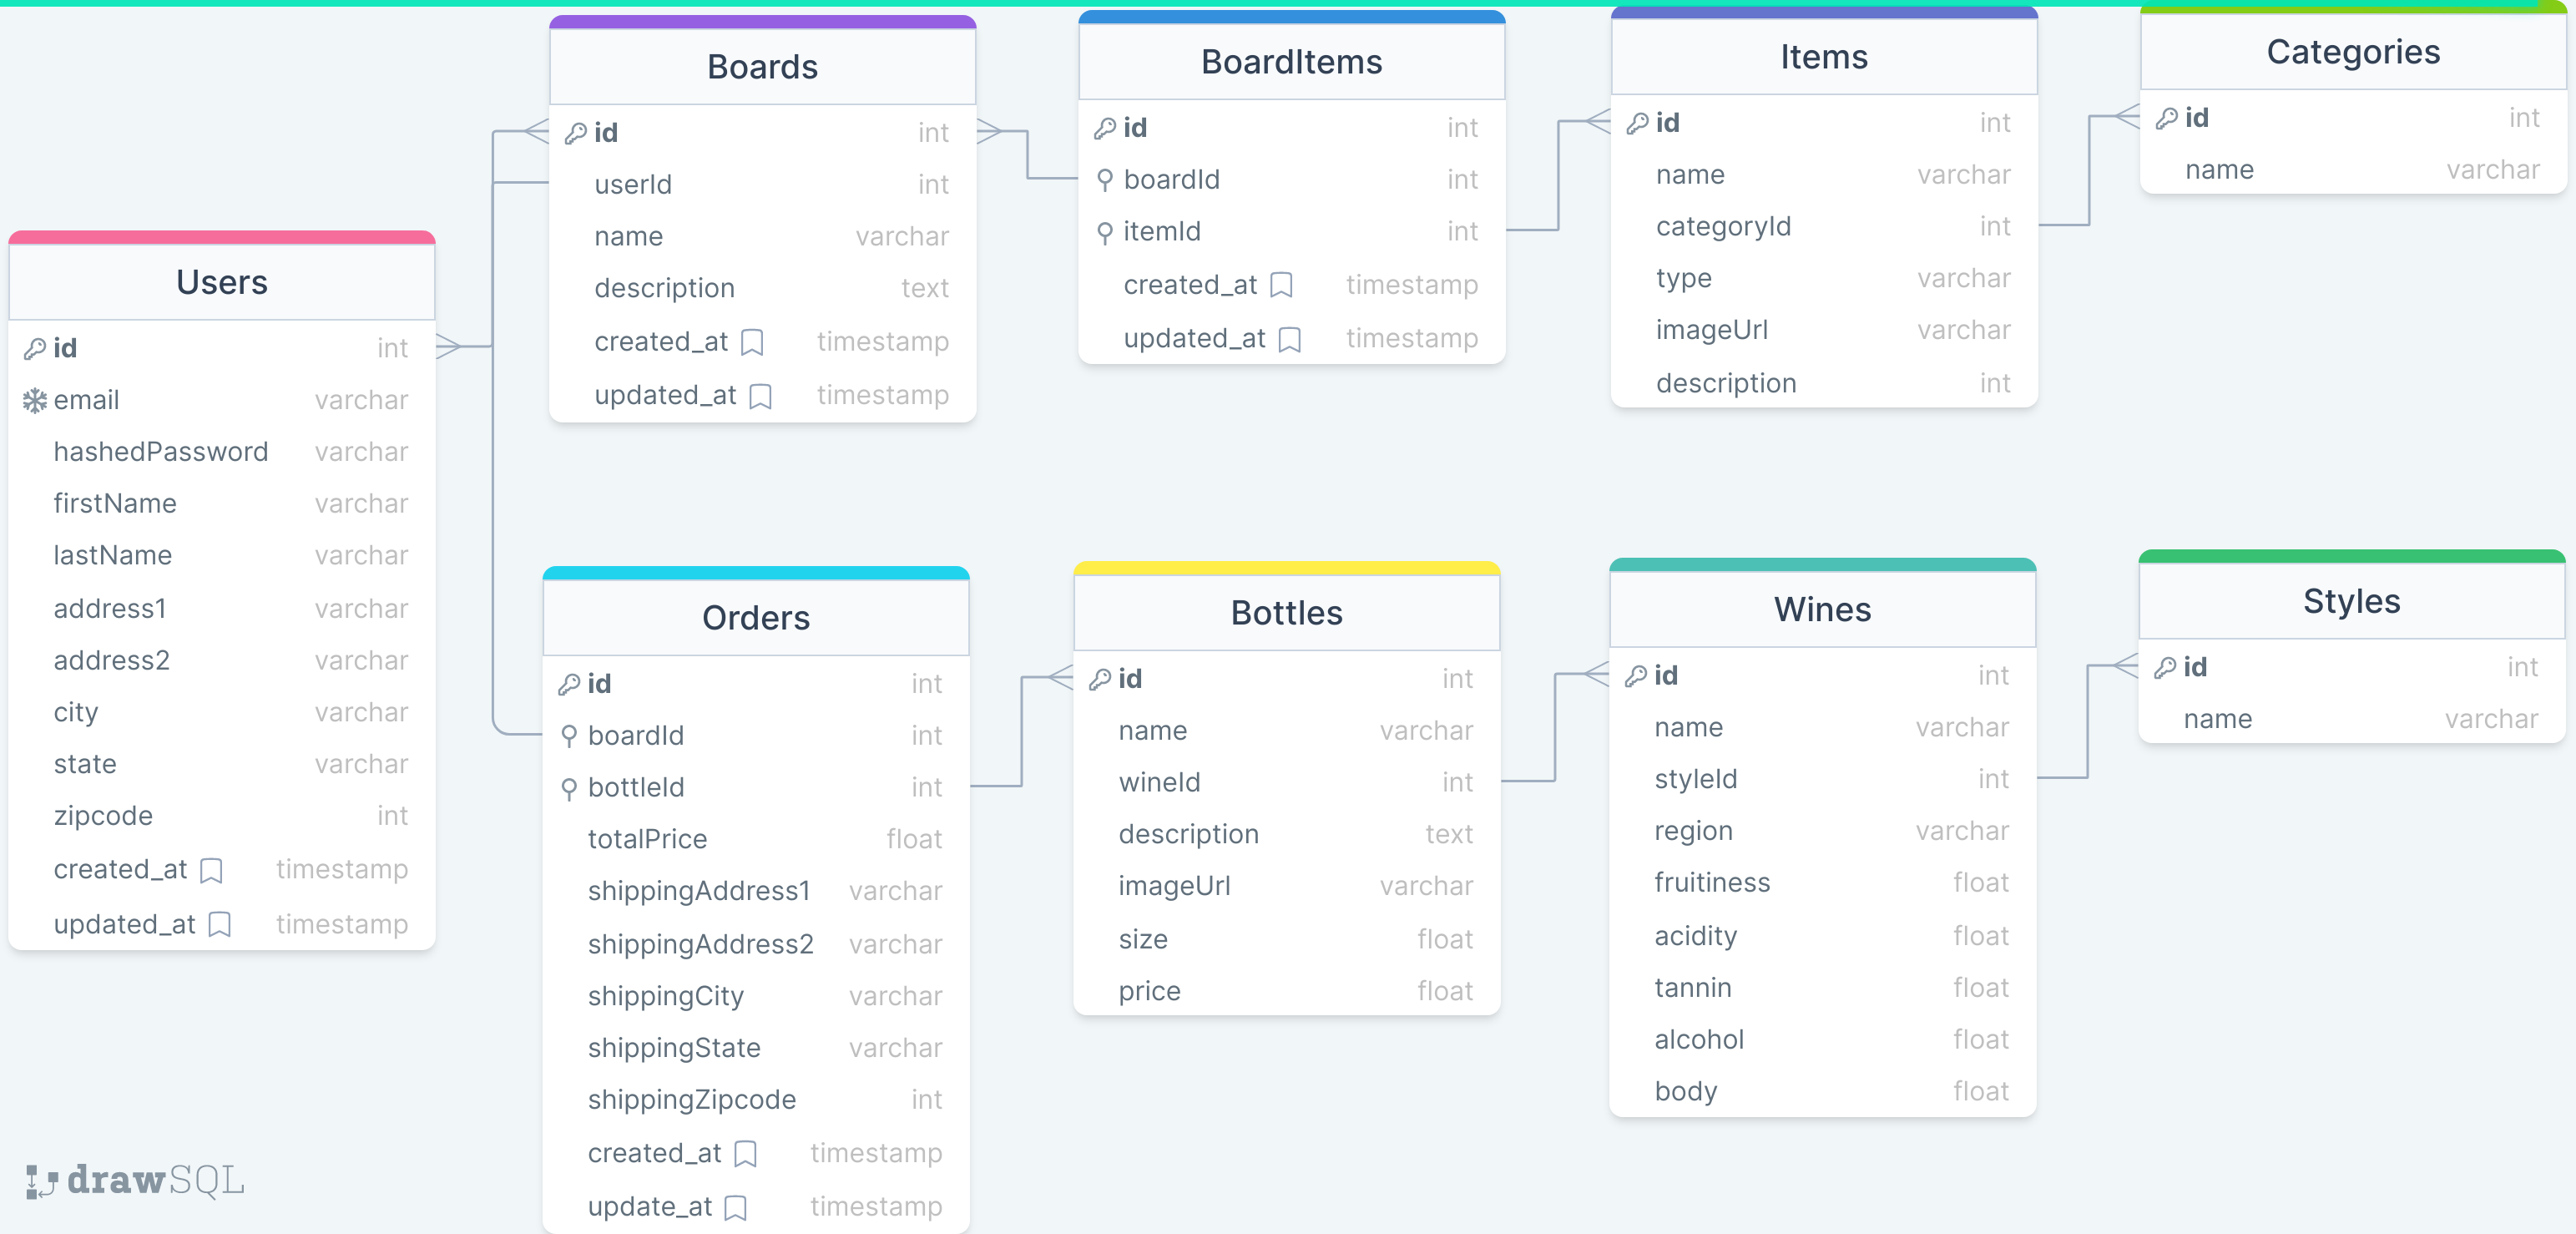 Users
id int
email varchar
hashedPassword varchar
firstName varchar
lastName varchar
address1 varchar
address2 varchar
city varchar
state varchar
zipcode int
created_at timestamp
updated_at timestamp
Boards
id int
userId int
name varchar
description text
created_at timestamp
updated_at timestamp
BoardItems
id int
boardId int
itemId int
created_at timestamp
updated_at timestamp
Items
id int
name varchar
categoryId int
type varchar
imageUrl varchar
description int
Categories
id int
name varchar
Orders
id int
boardId int
bottleId int
totalPrice float
shippingAddress1 varchar
shippingAddress2 varchar
shippingCity varchar
shippingState varchar
shippingZipcode int
created_at timestamp
update_at timestamp
Bottles
id int
name varchar
wineId int
description text
imageUrl varchar
size float
price float
Wines
id int
name varchar
styleId int
region varchar
fruitiness float
acidity float
tannin float
alcohol float
body float
Styles
id int
name varchar
drawSQL